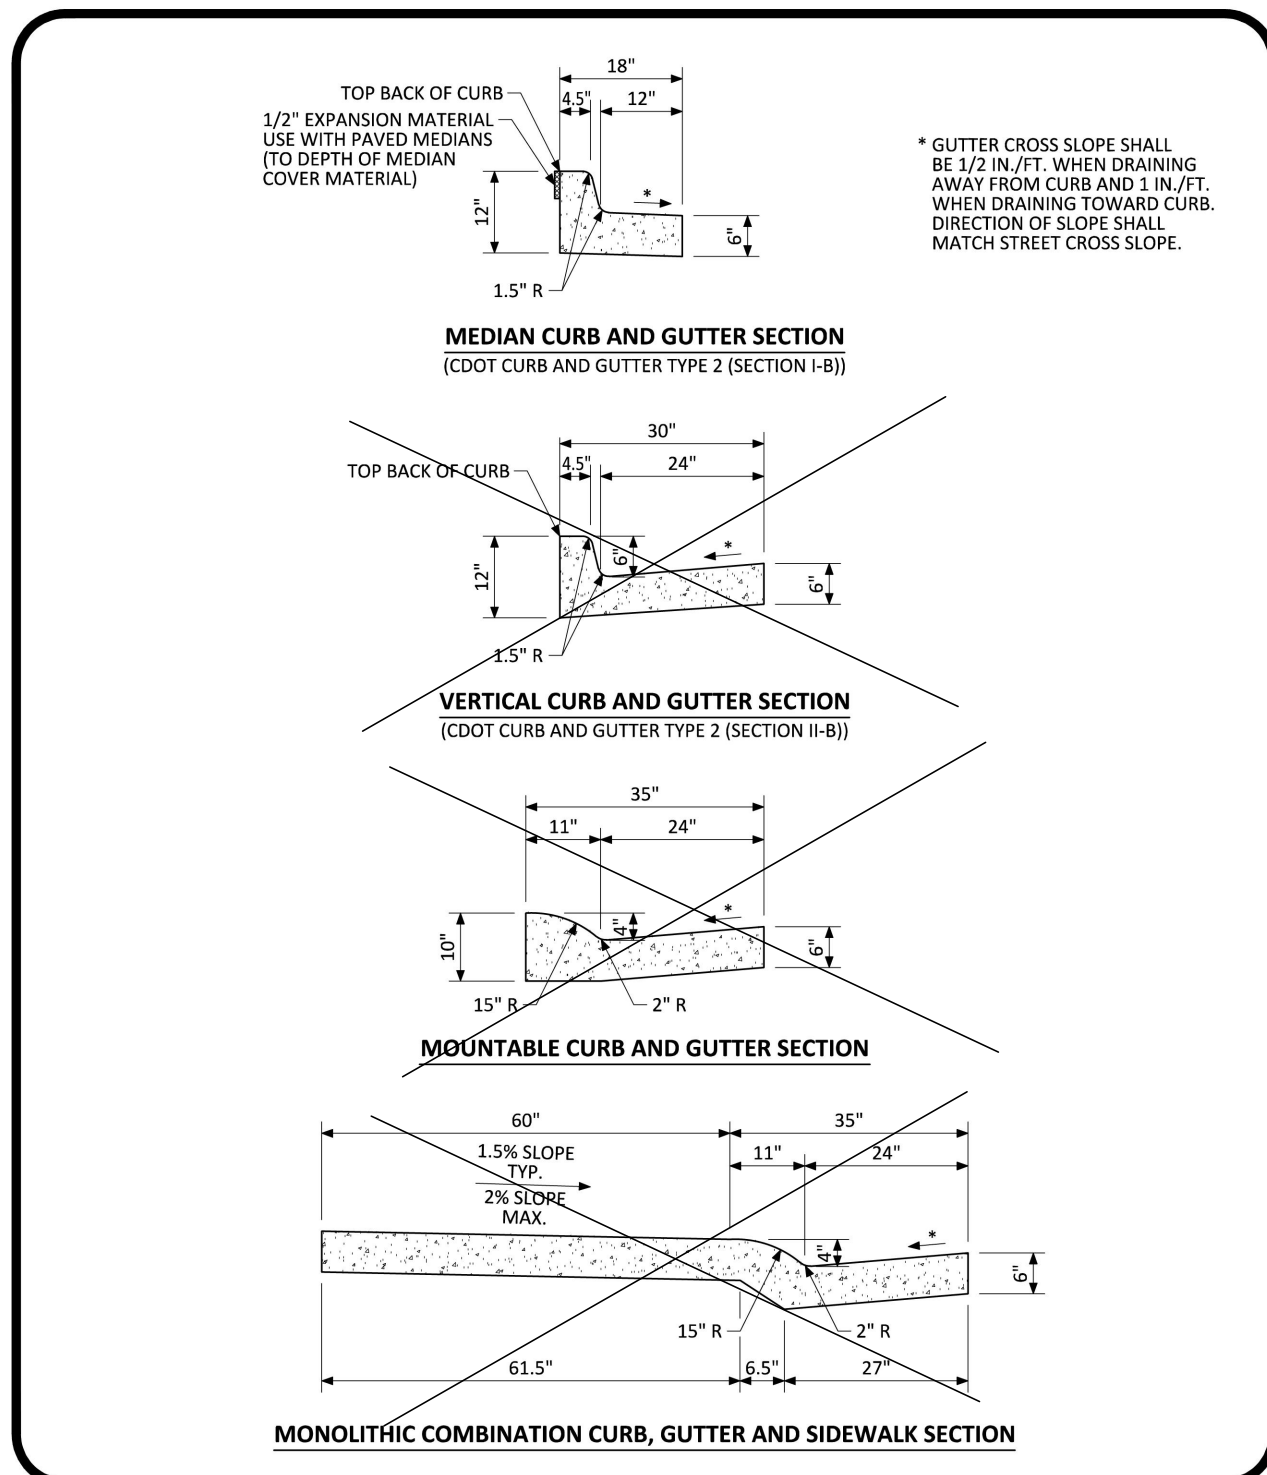 18"
TOP BACK OF CURB
4.5"
12"
1/2" EXPANSION MATERIAL
USE WITH PAVED MEDIANS
(TO DEPTH OF MEDIAN
COVER MATERIAL)
* GUTTER CROSS SLOPE SHALL
BE 1/2 IN./FT. WHEN DRAINING
AWAY FROM CURB AND 1 IN./FT.
WHEN DRAINING TOWARD CURB.
DIRECTION OF SLOPE SHALL
MATCH STREET CROSS SLOPE.
*
12"
6"
1.5" R
MEDIAN CURB AND GUTTER SECTION
(CDOT CURB AND GUTTER TYPE 2 (SECTION I-B))
30"
TOP BACK OF CURB
4.5"
24"
*
12"
6"
6"
1.5" R
VERTICAL CURB AND GUTTER SECTION
(CDOT CURB AND GUTTER TYPE 2 (SECTION II-B))
35"
11"
24"
*
10"
4"
6"
15" R
2" R
MOUNTABLE CURB AND GUTTER SECTION
60"
35"
1.5% SLOPE
TYP.
2% SLOPE
MAX.
11"
24"
*
4"
6"
15" R
2" R
61.5"
6.5"
27"
MONOLITHIC COMBINATION CURB, GUTTER AND SIDEWALK SECTION